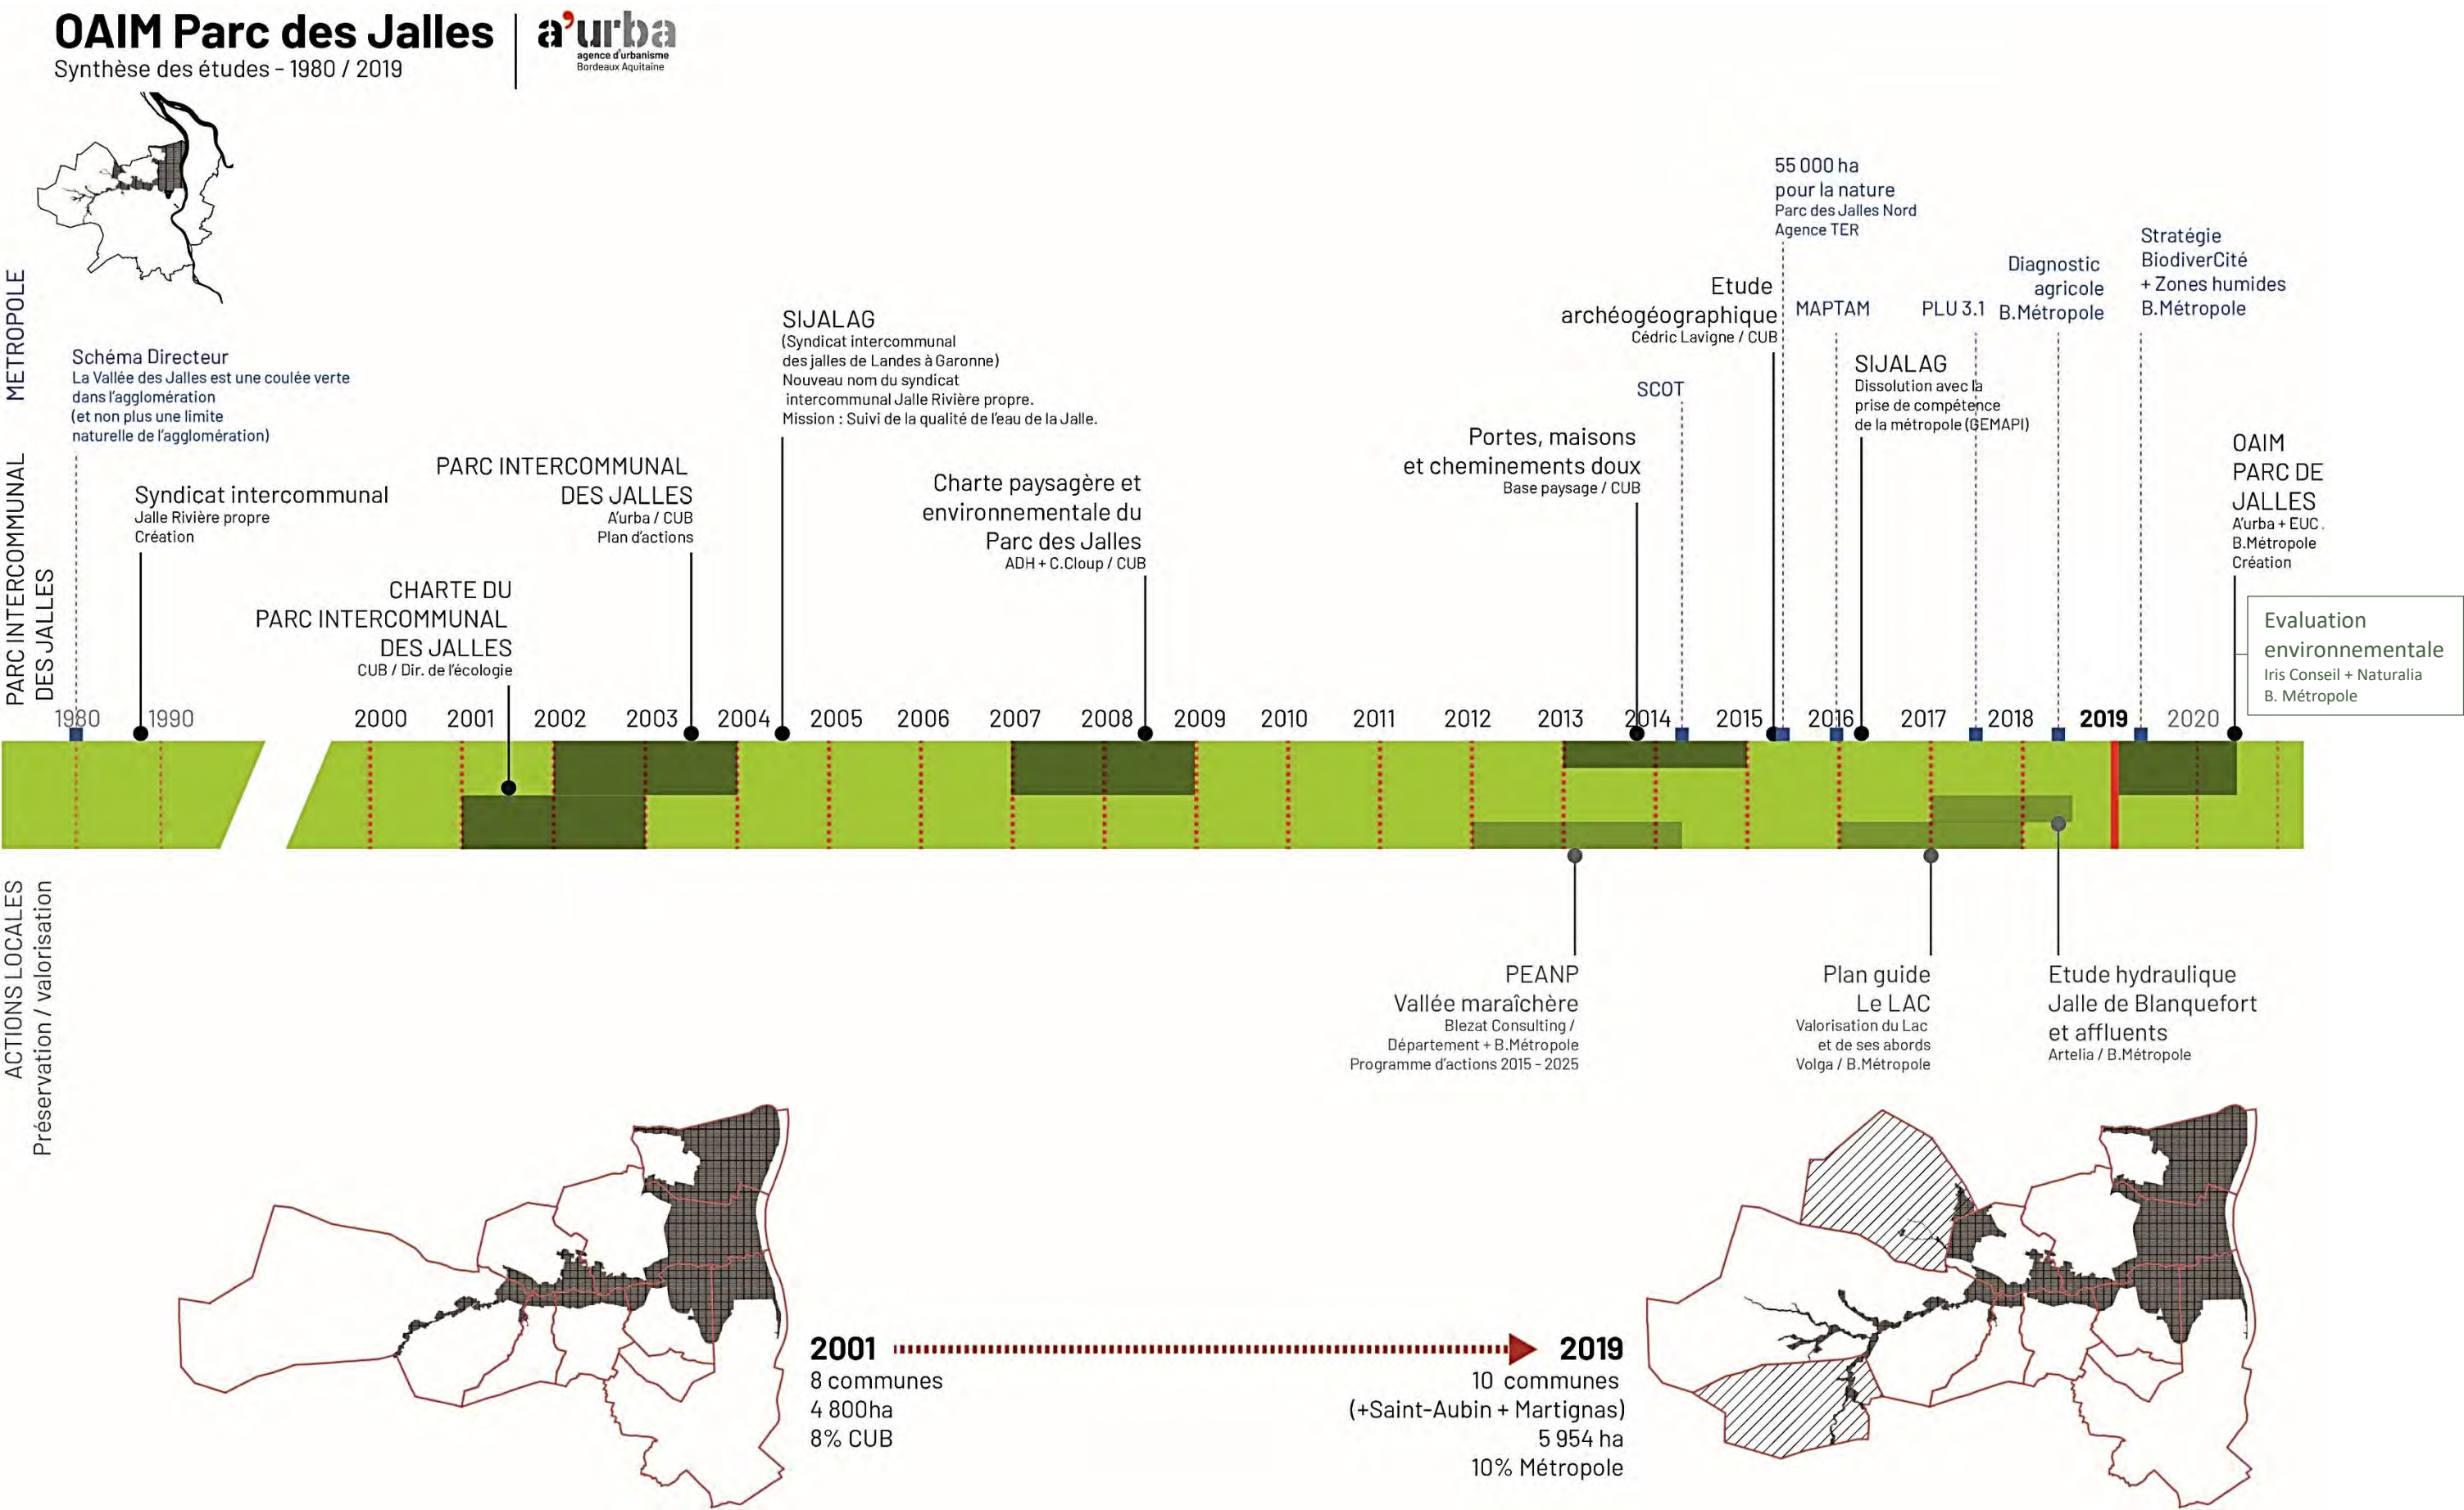 OAIM Parc des Jalles
Synthèse des études - 1980 / 2019
a'urba
agence d'urbanisme
Bordeaux Aquitaine
METROPOLE
PARC INTERCOMMUNAL
DES JALLES
ACTIONS LOCALES
Préservation / valorisation
Schéma Directeur
La Vallée des Jalles est une coulée verte
dans l'agglomération
(et non plus une limite
naturelle de l'agglomération)
Syndicat intercommunal
Jalle Rivière propre
Création
CHARTE DU
PARC INTERCOMMUNAL
DES JALLES
CUB / Dir. de l'écologie
PARC INTERCOMMUNAL
DES JALLES
A'urba / CUB
Plan d'actions
SIJALAG
(Syndicat intercommunal
des jalles de Landes à Garonne)
Nouveau nom du syndicat
intercommunal Jalle Rivière propre.
Mission : Suivi de la qualité de l'eau de la Jalle.
Charte paysagère et
environnementale du
Parc des Jalles
ADH + C.Cloup / CUB
Portes, maisons
et cheminements doux
Base paysage / CUB
SCOT
Etude
archéogéographique
Cédric Lavigne / CUB
55 000 ha
pour la nature
Parc des Jalles Nord
Agence TER
MAPTAM
SIJALAG
Dissolution avec la
prise de compétence
de la métropole (GEMAPI)
PLU 3.1
Diagnostic
agricole
B.Métropole
Stratégie
BiodiverCité
+ Zones humides
B.Métropole
OAIM
PARC DE
JALLES
A'urba + EUC.
B.Métropole
Création
Evaluation
environnementale
Iris Conseil + Naturalia
B. Métropole
1980 1990 2000 2001 2002 2003 2004 2005 2006 2007 2008 2009 2010 2011 2012 2013 2014 2015 2016 2017 2018 2019 2020
PEANP
Vallée maraîchère
Blezat Consulting /
Département + B.Métropole
Programme d'actions 2015 - 2025
Plan guide
Le LAC
Valorisation du Lac
et de ses abords
Volga / B.Métropole
Etude hydraulique
Jalle de Blanquefort
et affluents
Artelia / B.Métropole
2001
8 communes
4 800ha
8% CUB
2019
10 communes
(+Saint-Aubin + Martignas)
5 954 ha
10% Métropole